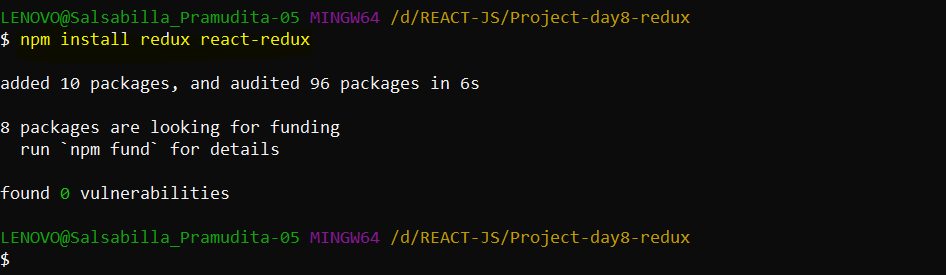 LENOVO@Salsabilla_Pramudita-05 MINGW64 /d/REACT-JS/Project-day8-redux
$ npm install redux react-redux
added 10 packages, and audited 96 packages in 6s
8 packages are looking for funding
  run `npm fund` for details
found 0 vulnerabilities
LENOVO@Salsabilla_Pramudita-05 MINGW64 /d/REACT-JS/Project-day8-redux
$